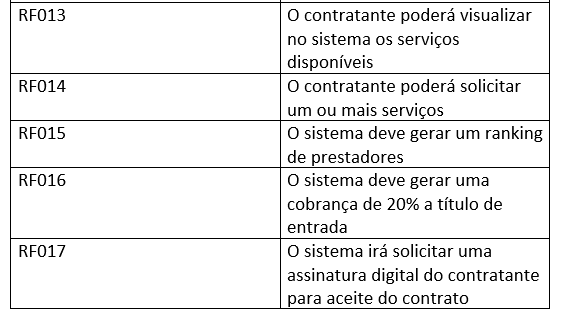 RF013
O contratante poderá visualizar
no sistema os serviços
disponíveis
RF014
O contratante poderá solicitar
um ou mais serviços
RF015
O sistema deve gerar um ranking
de prestadores
RF016
O sistema deve gerar uma
cobrança de 20% a título de
entrada
RF017
O sistema irá solicitar uma
assinatura digital do contratante
para aceite do contrato